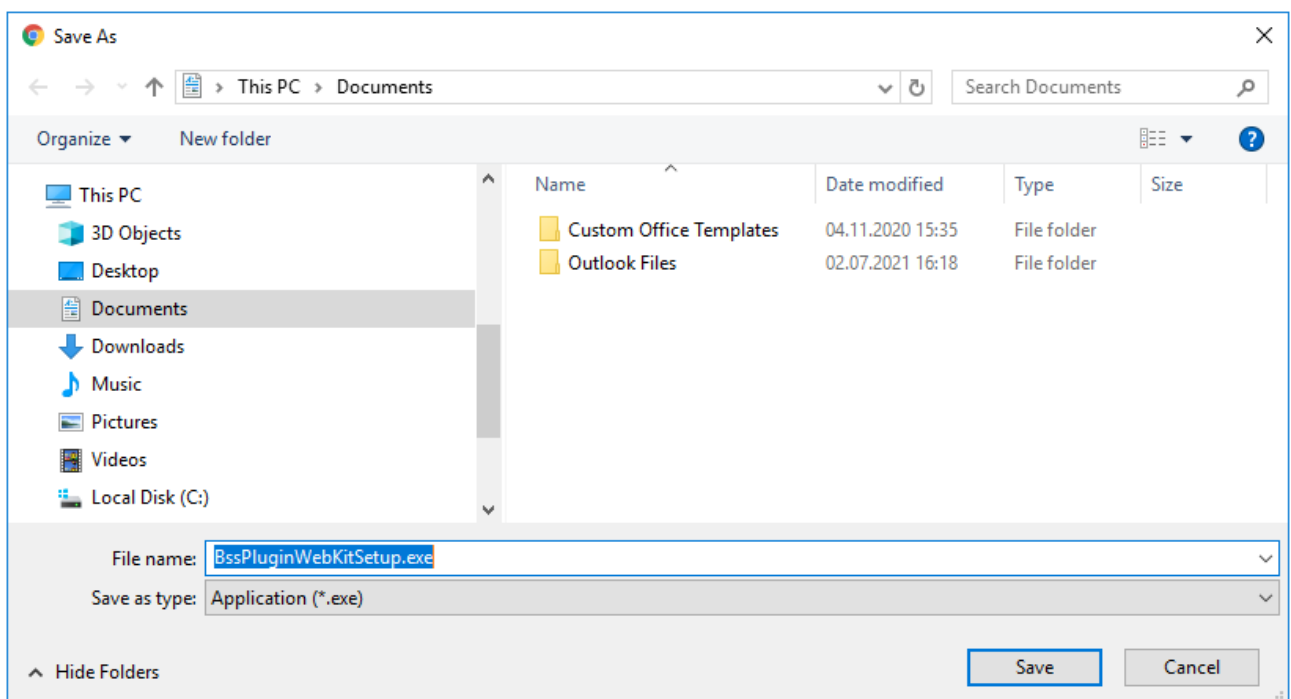 Save As
This PC > Documents
Search Documents
Organize
New folder
Name Date modified Type Size
This PC
3D Objects
Desktop
Documents
Downloads
Music
Pictures
Videos
Local Disk (C:)
Custom Office Templates 04.11.2020 15:35 File folder
Outlook Files 02.07.2021 16:18 File folder
File name: BssPluginWebKitSetup.exe
Save as type: Application (*.exe)
Hide Folders
Save
Cancel